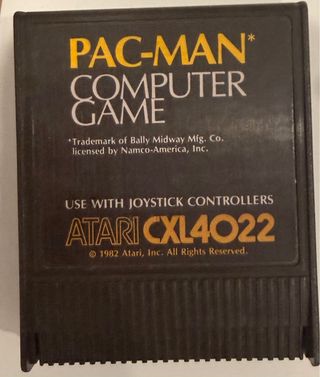 PAC-MAN*
COMPUTER
GAME
*Trademark of Bally Midway Mfg. Co.
licensed by Namco-America, Inc.
USE WITH JOYSTICK CONTROLLERS
ATARI CXL4022
© 1982 Atari, Inc. All Rights Reserved.